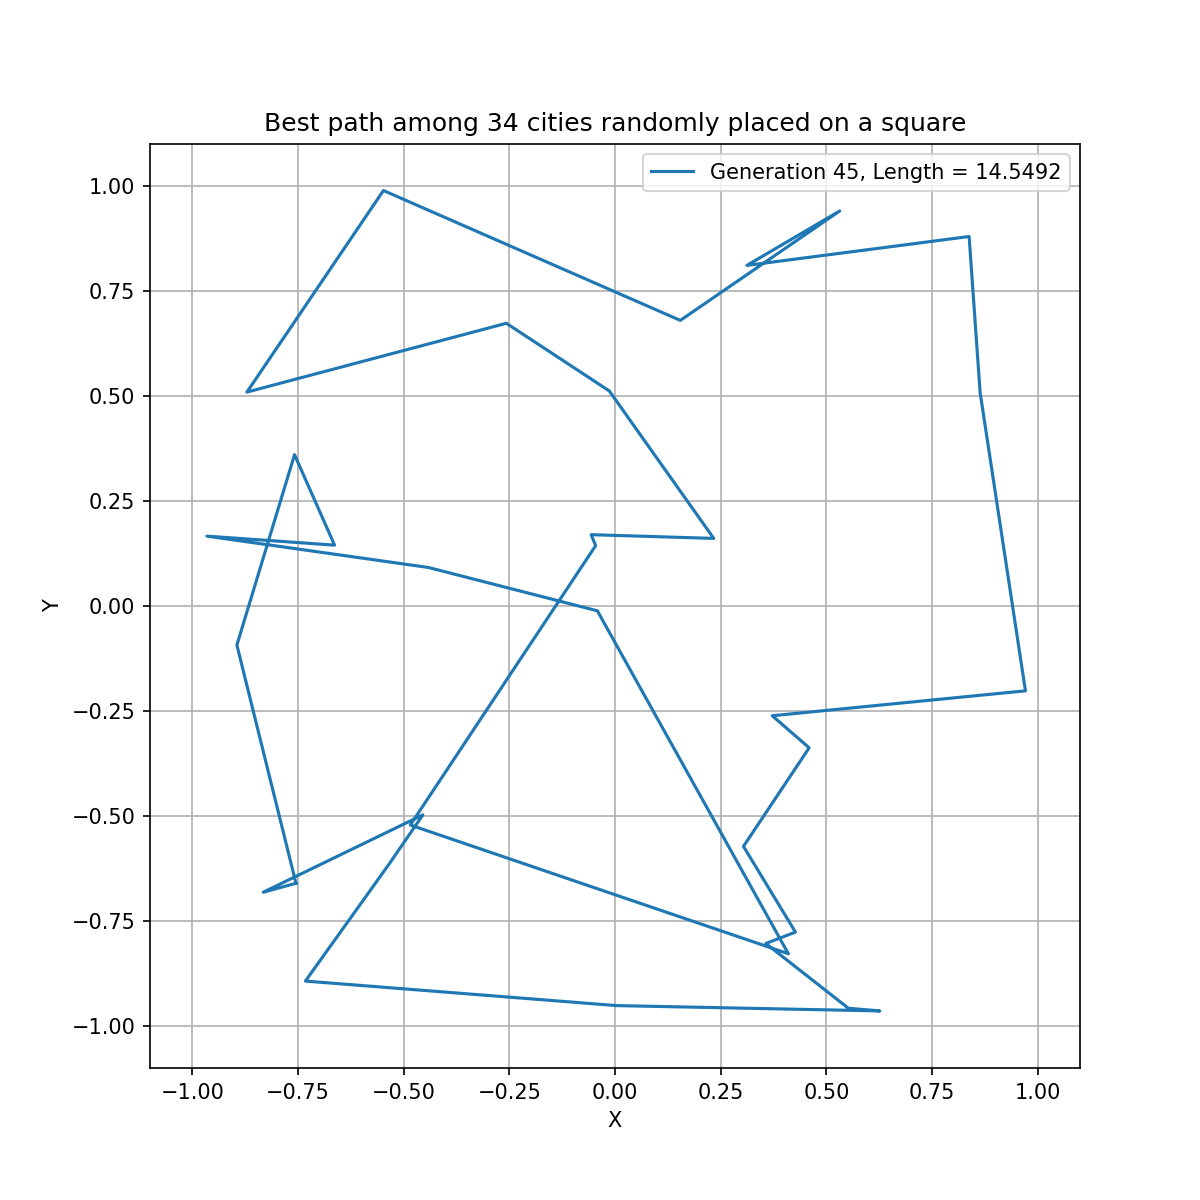 Best path among 34 cities randomly placed on a square
Generation 45, Length = 14.5492
1.00
0.75
0.50
0.25
0.00
−0.25
−0.50
−0.75
−1.00
Y
−1.00 −0.75 −0.50 −0.25 0.00 0.25 0.50 0.75 1.00
X